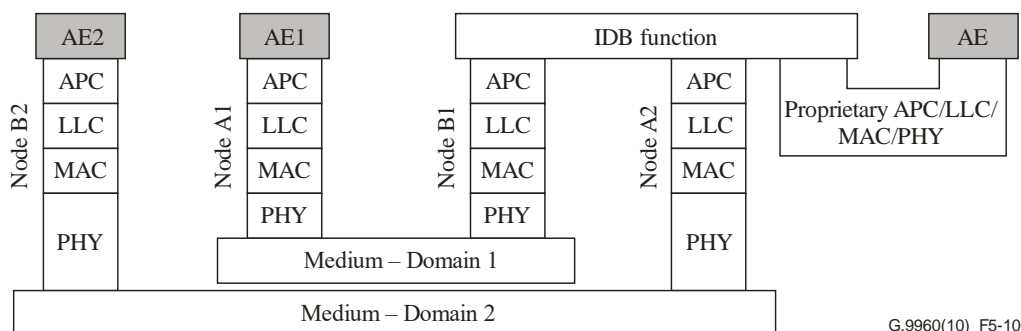 AE2
AE1
IDB function
AE
Node B2
APC
LLC
MAC
PHY
Node A1
APC
LLC
MAC
PHY
Node B1
APC
LLC
MAC
PHY
Node A2
APC
LLC
MAC
PHY
Proprietary APC/LLC/
MAC/PHY
Medium – Domain 1
Medium – Domain 2
G.9960(10)_F5-10